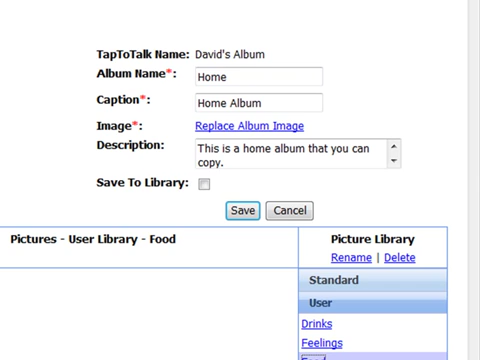 TapToTalk Name: David's Album
Album Name*: Home
Caption*: Home Album
Image*: Replace Album Image
Description: This is a home album that you can
copy.
Save To Library:
Save Cancel
Pictures - User Library - Food
Picture Library
Rename | Delete
Standard
User
Drinks
Feelings
Food